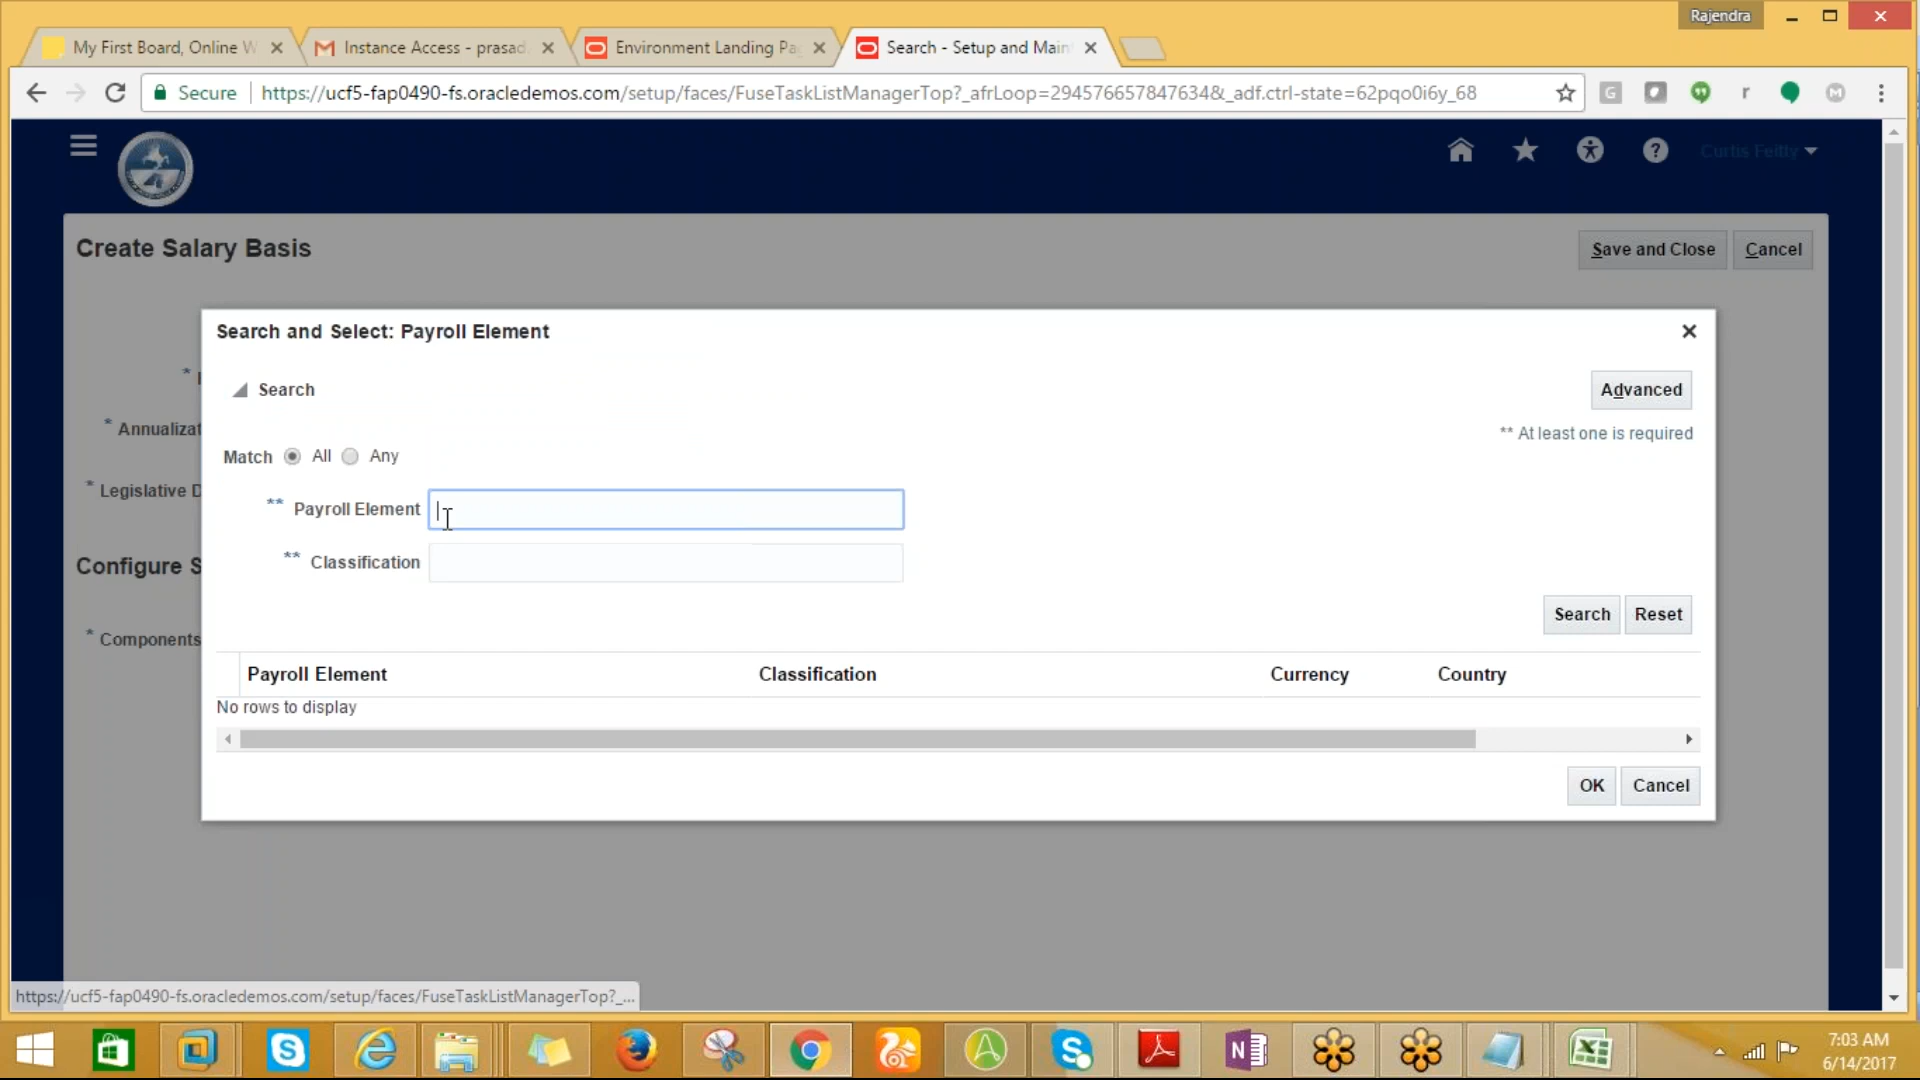 Rajendra
My First Board, Online W
Instance Access - prasad
Environment Landing Pa
Search - Setup and Main
Secure
https://ucf5-fap0490-fs.oracledemos.com/setup/faces/FuseTaskListManagerTop?_afrLoop=294576657847634&_adf.ctrl-state=62pqo0i6y_68
Curtis Feitty
Create Salary Basis
Save and Close
Cancel
Search and Select: Payroll Element
Search
Advanced
** At least one is required
Match All Any
** Payroll Element
** Classification
Search Reset
Payroll Element Classification Currency Country
No rows to display
OK Cancel
* Annualizat
* Legislative D
Configure S
* Components
https://ucf5-fap0490-fs.oracledemos.com/setup/faces/FuseTaskListManagerTop?_...
7:03 AM
6/14/2017